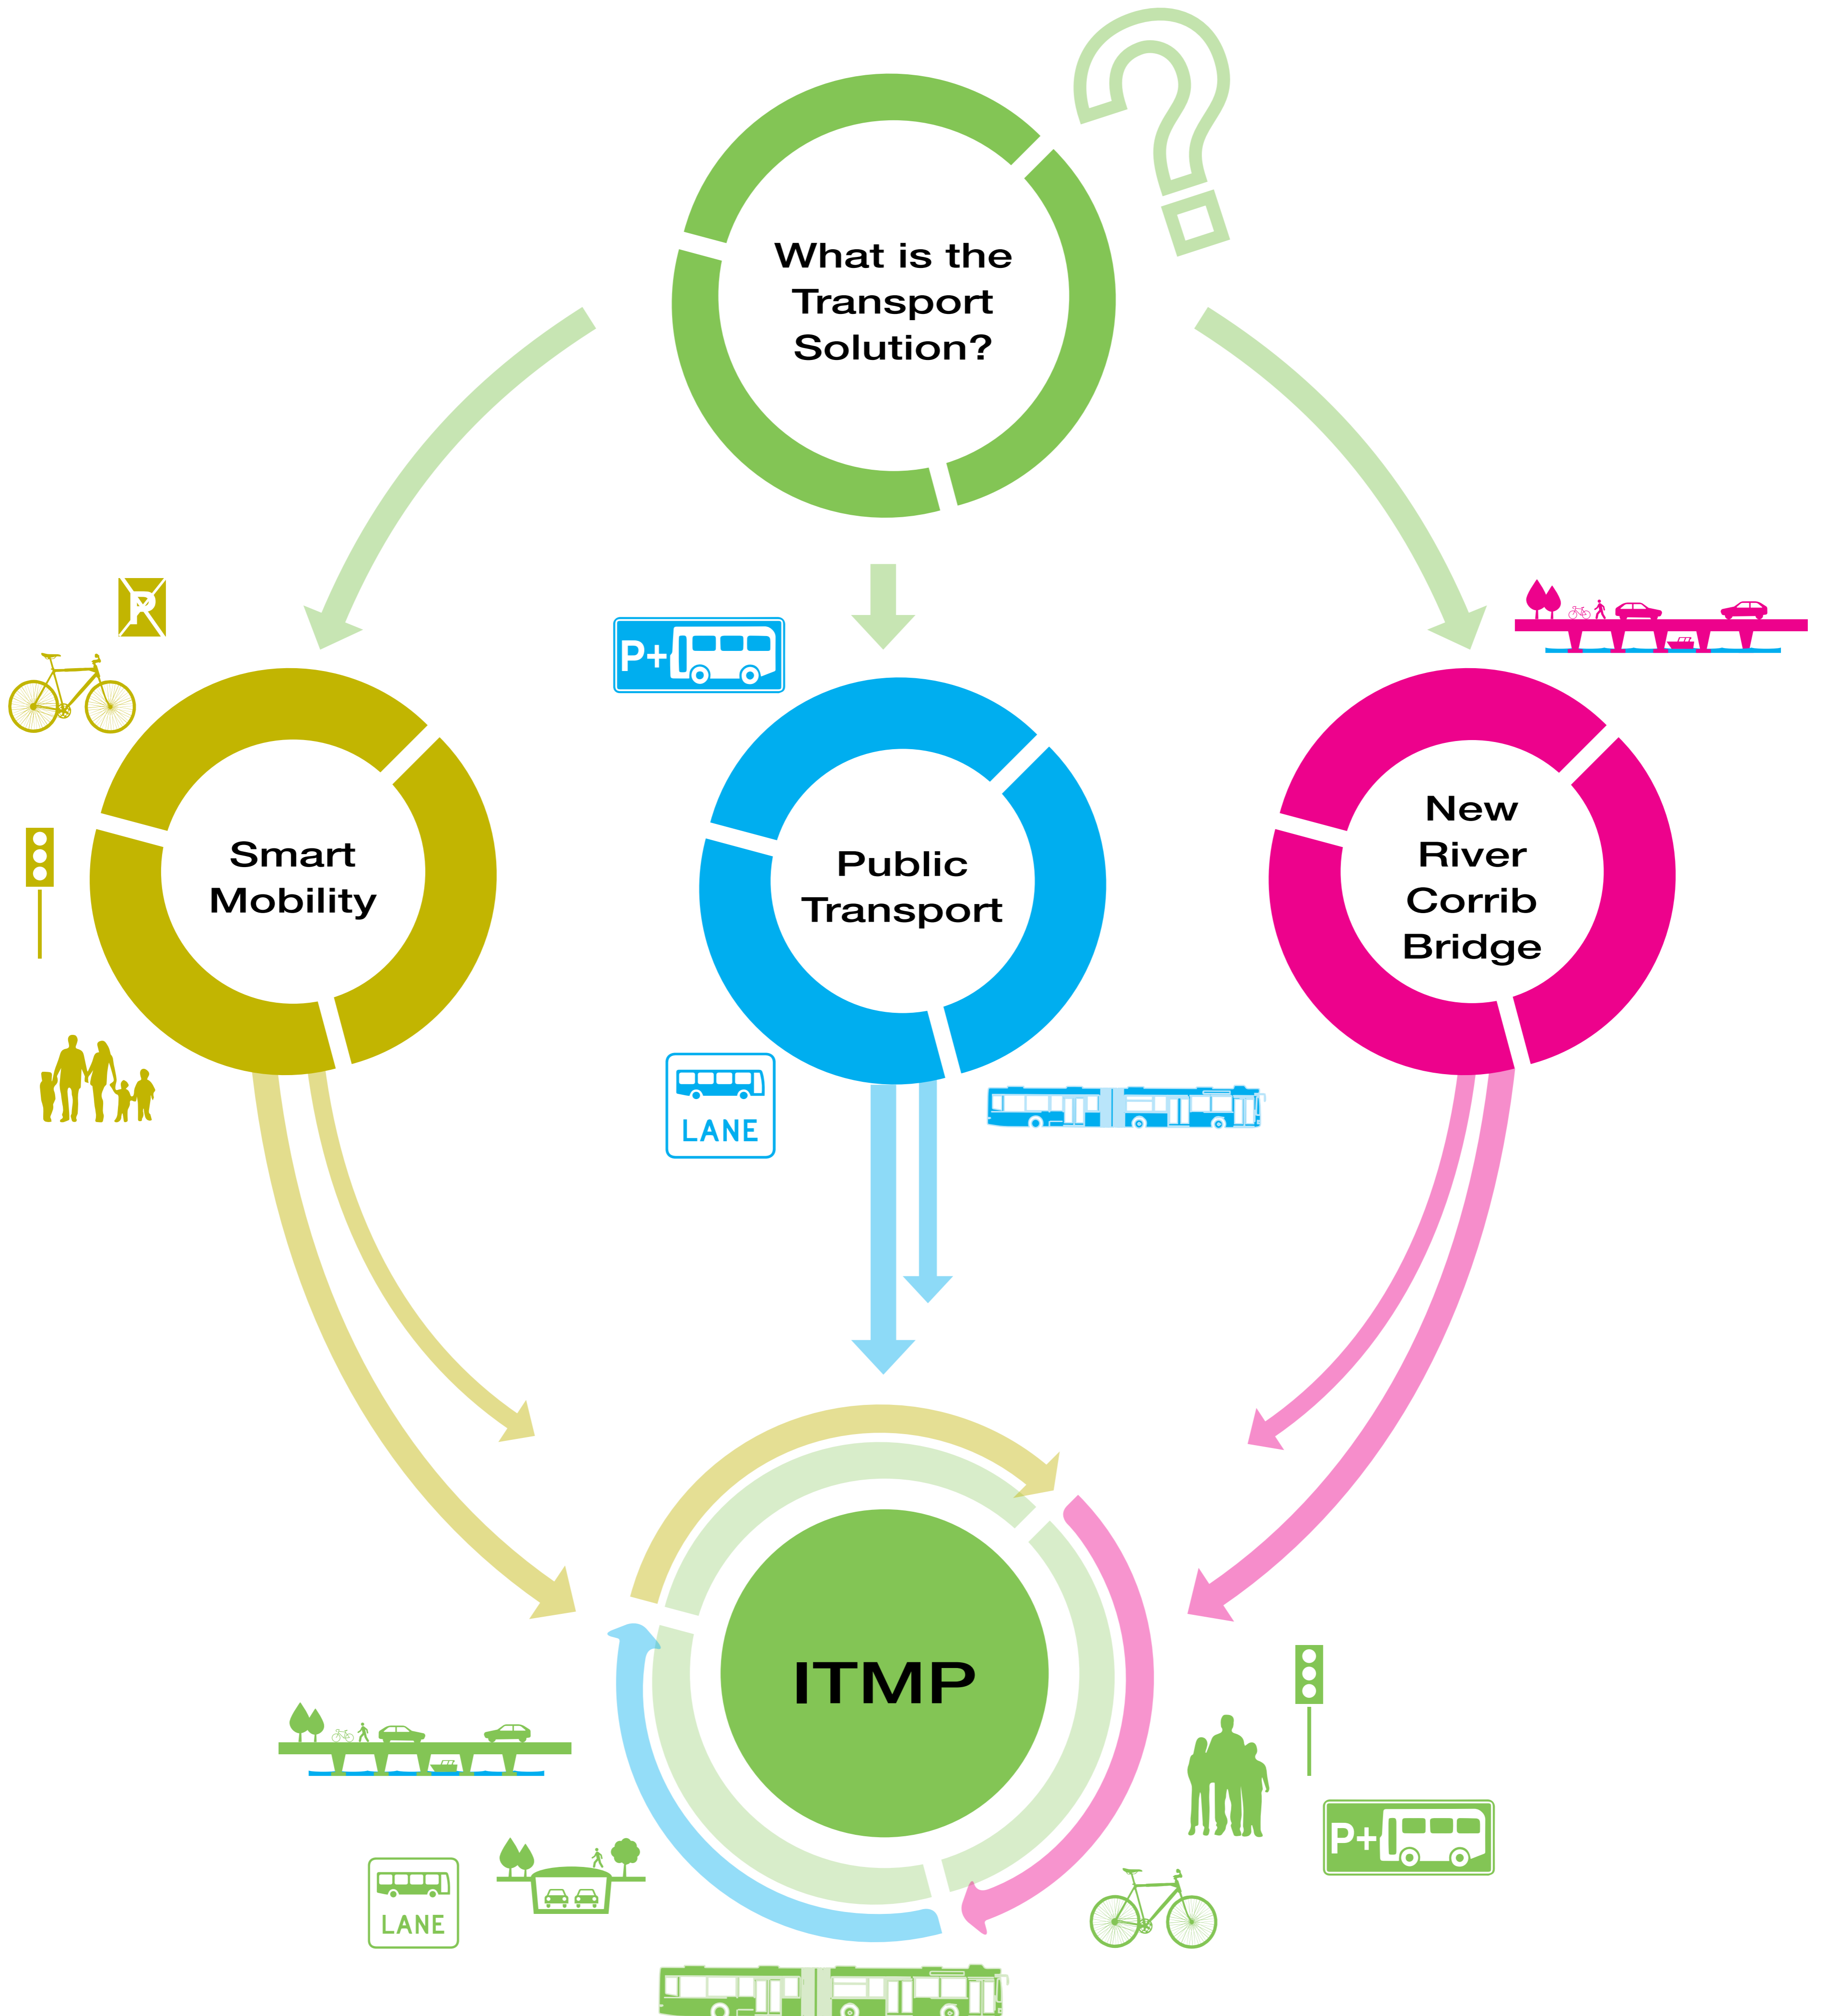 What is the
Transport
Solution?
P
P+
Smart
Mobility
Public
Transport
New
River
Corrib
Bridge
LANE
ITMP
P+
LANE